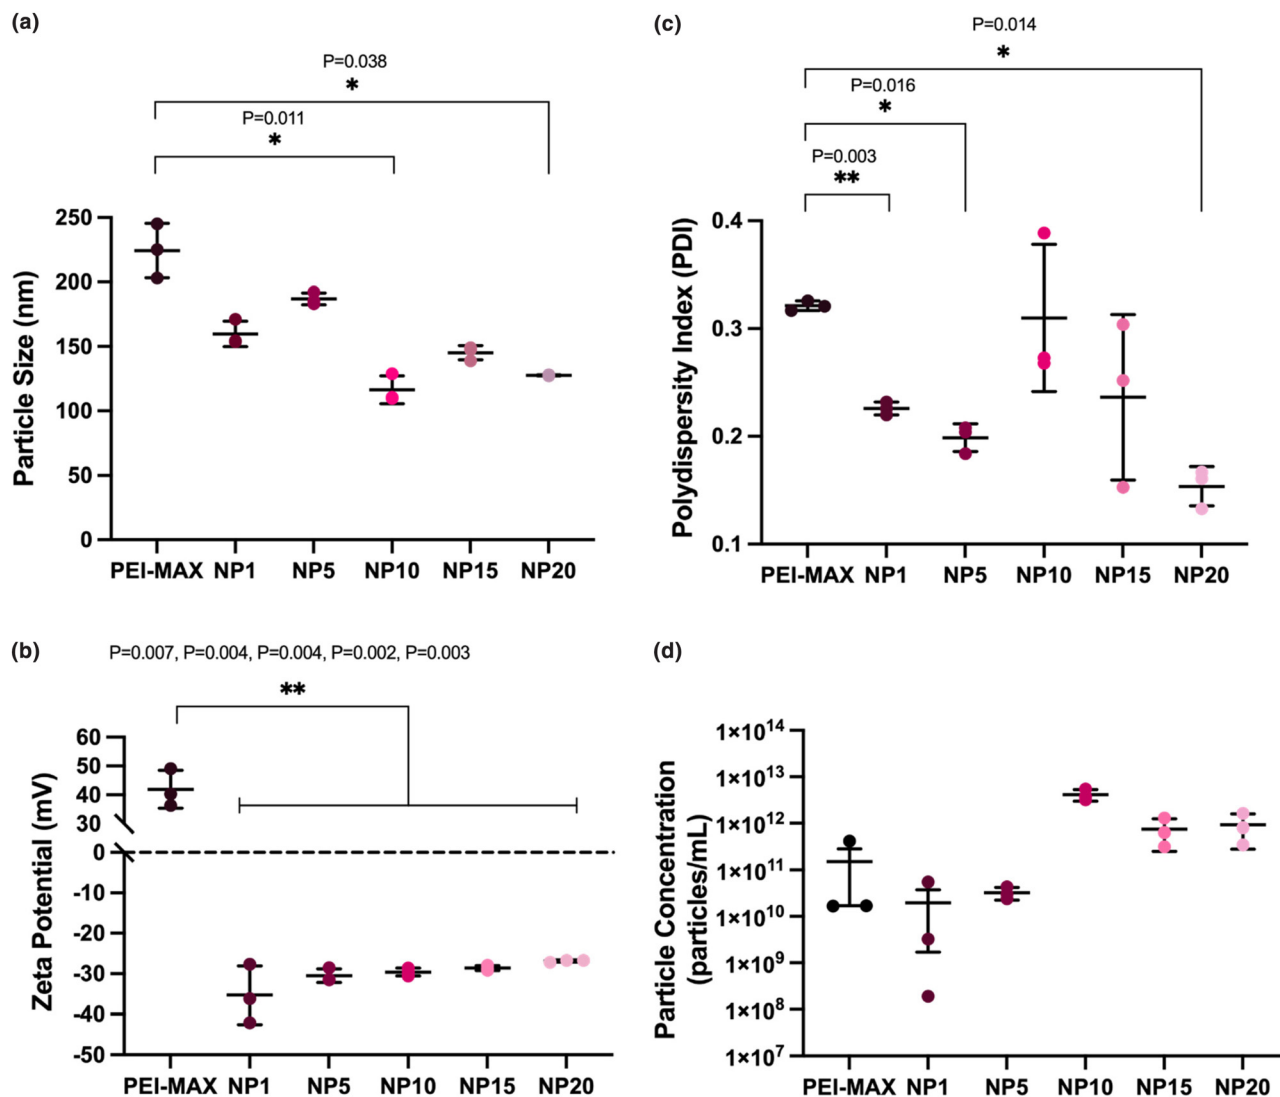 (a)
P=0.038
*
P=0.011
*
250
200
150
100
50
0
Particle Size (nm)
PEI-MAX NP1 NP5 NP10 NP15 NP20
(c)
P=0.014
*
P=0.016
*
P=0.003
**
0.4
0.3
0.2
0.1
Polydispersity Index (PDI)
PEI-MAX NP1 NP5 NP10 NP15 NP20
(b)
P=0.007, P=0.004, P=0.004, P=0.002, P=0.003
**
60
50
40
30
0
-10
-20
-30
-40
-50
Zeta Potential (mV)
PEI-MAX NP1 NP5 NP10 NP15 NP20
(d)
1×10¹⁴
1×10¹³
1×10¹²
1×10¹¹
1×10¹⁰
1×10⁹
1×10⁸
1×10⁷
Particle Concentration
(particles/mL)
PEI-MAX NP1 NP5 NP10 NP15 NP20